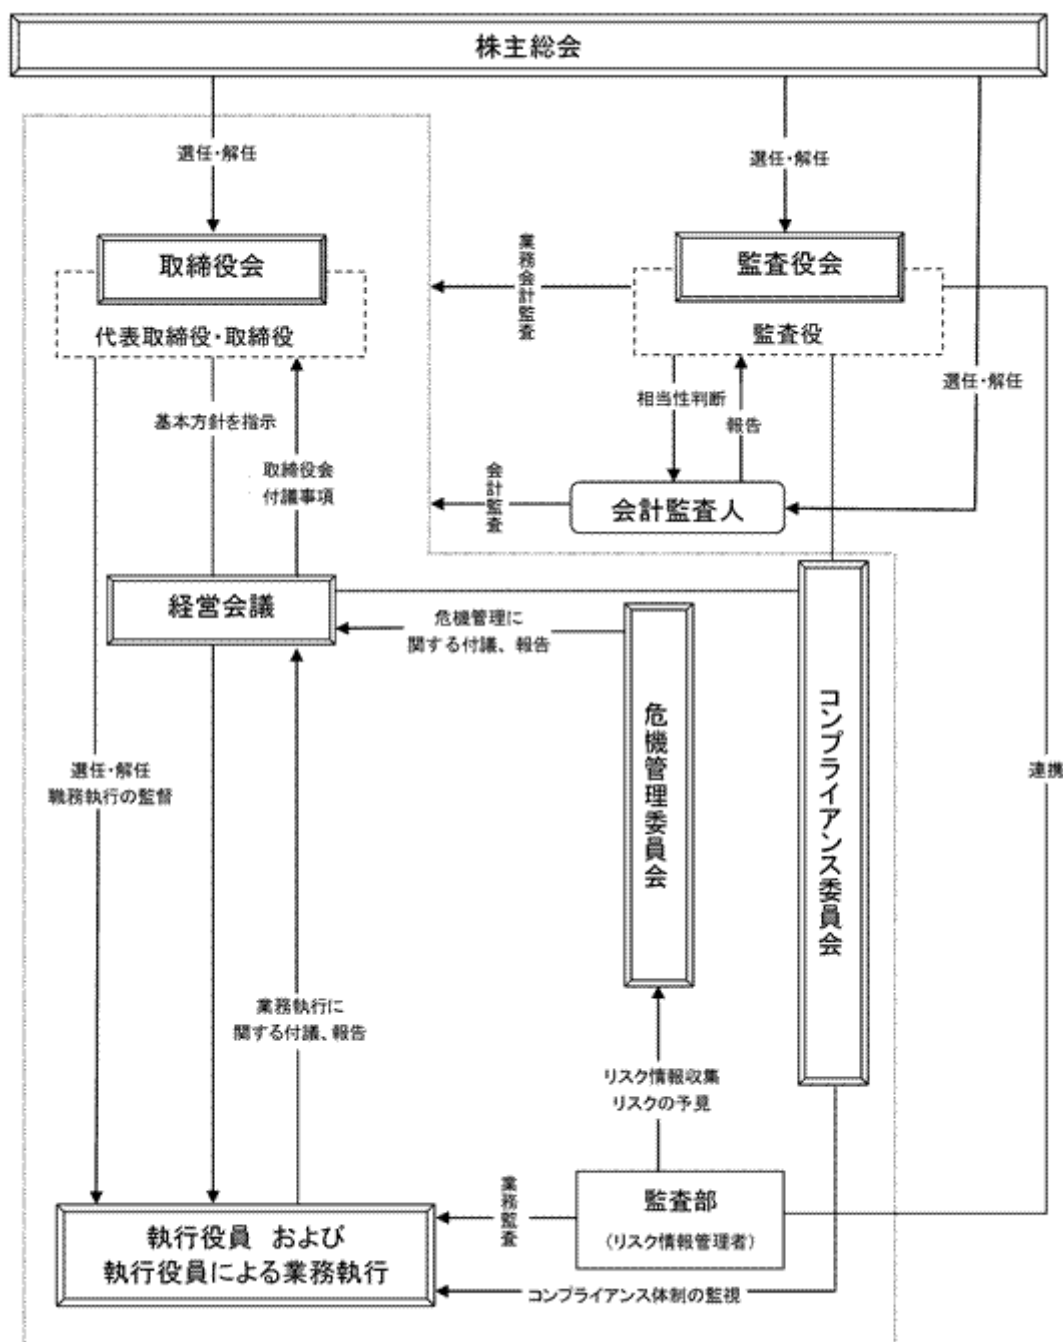 株主総会
選任・解任
選任・解任
取締役会
監査役会
業務会計監査
代表取締役・取締役
監査役
選任・解任
相当性判断
報告
基本方針を指示
取締役会
付議事項
会計監査
会計監査人
経営会議
危機管理に
関する付議、報告
危機管理委員会
コンプライアンス委員会
連携
選任・解任
職務執行の監督
業務執行に
関する付議、報告
リスク情報収集
リスクの予見
業務監査
監査部
（リスク情報管理者）
執行役員　および
執行役員による業務執行
コンプライアンス体制の監視